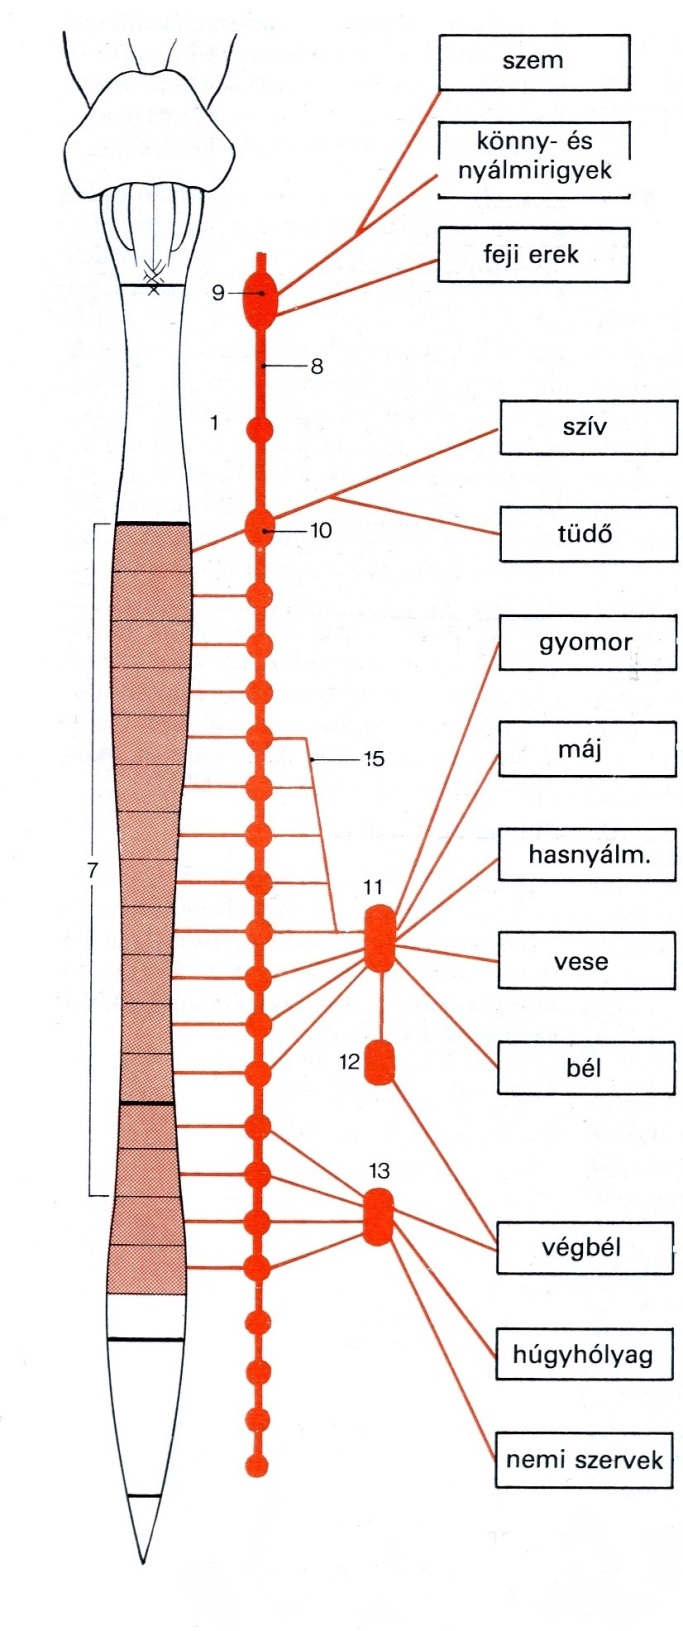 szem
könny- és
nyálmirigyek
feji erek
9
8
1
szív
10
tüdő
gyomor
máj
15
hasnyálm.
7
11
vese
12
bél
13
végbél
húgyhólyag
nemi szervek